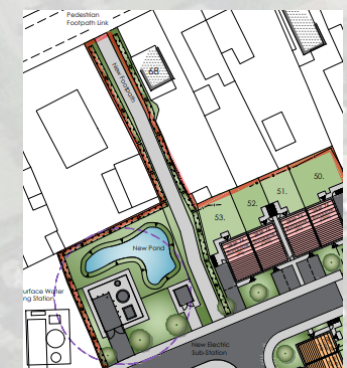 Pedestrian
Footpath Link
68
New Footpath
50.
51.
52.
53.
New Pond
urface Water
ng Station
New Electric
Sub-Station